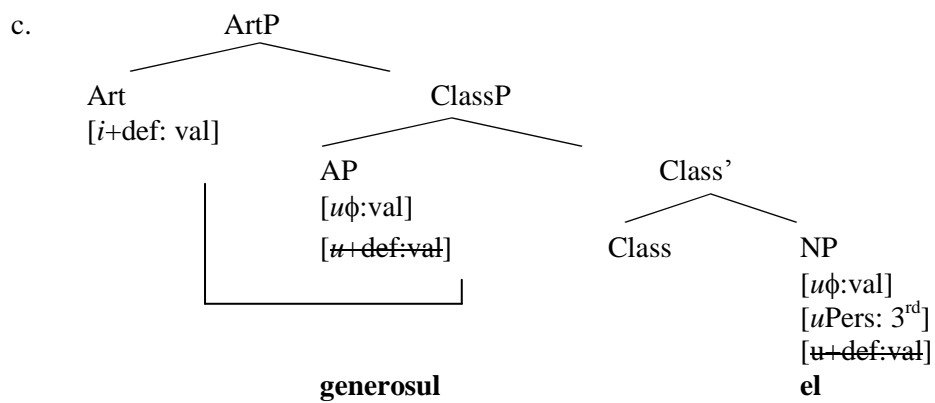 c. ArtP
Art ClassP
[i+def: val]
AP Class’
[uϕ:val]
[u+def:val] Class NP
[uϕ:val]
[uPers: 3rd]
[u+def:val]
generosul el